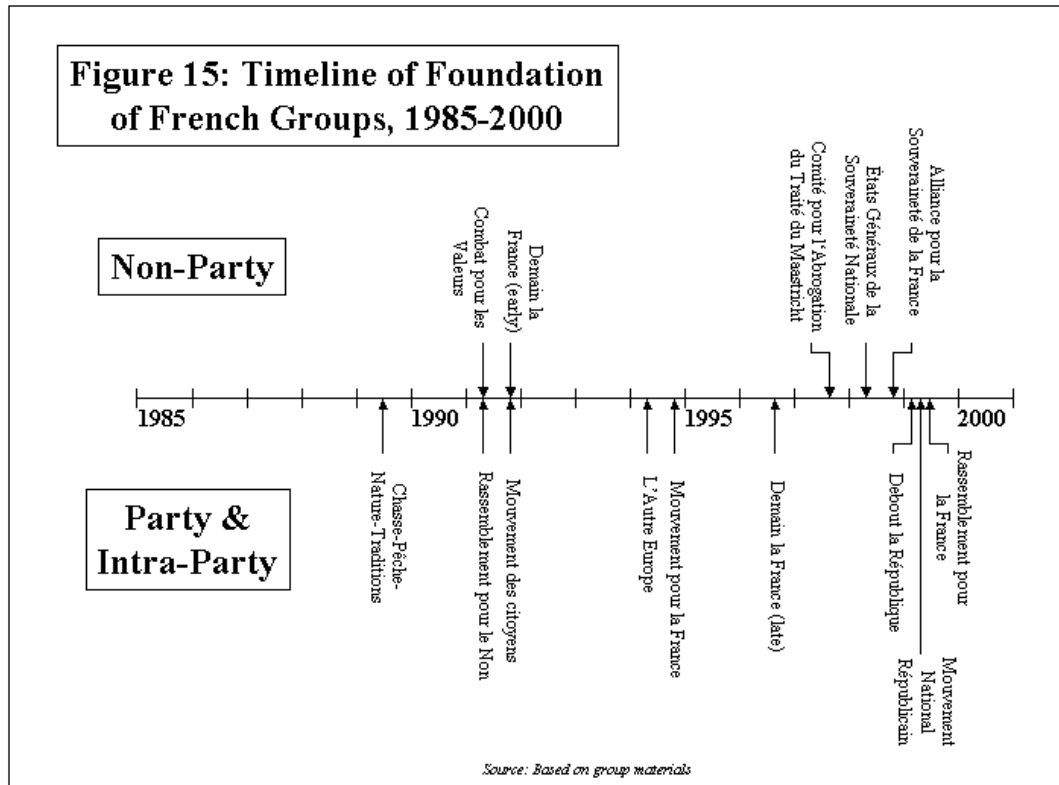 Figure 15: Timeline of Foundation
of French Groups, 1985-2000
Non-Party
Combat pour les
Valeurs
Demain la
France (early)
Comité pour l'Abrogation
du Traité du Maastricht
États Généraux de la
Souveraineté Nationale
Alliance pour la
Souveraineté de la France
1985
1990
1995
2000
Party &
Intra-Party
Chasse-Pêche-
Nature-Traditions
Rassemblement pour le Non
Mouvement des citoyens
L'Autre Europe
Mouvement pour la France
Demain la France (late)
Debout la République
Mouvement
National
Républicain
Rassemblement pour
la France
Source: Based on group materials